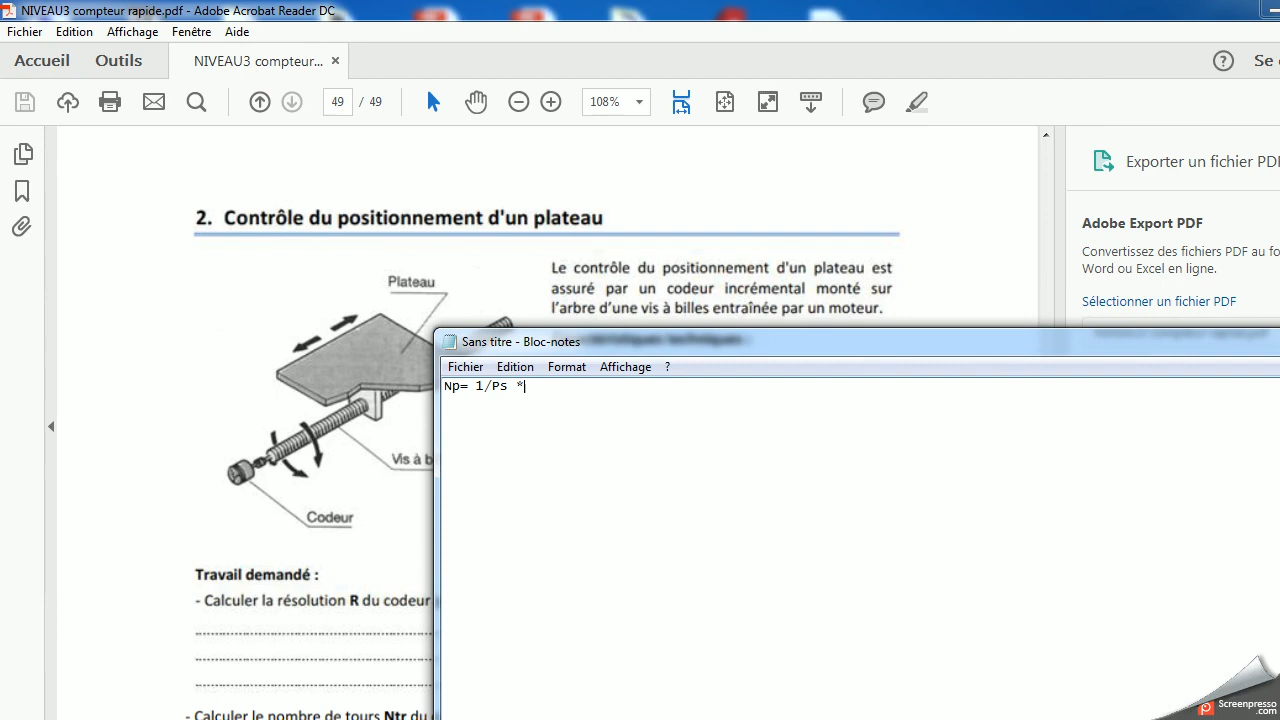 NIVEAU3 compteur rapide.pdf - Adobe Acrobat Reader DC
Fichier Edition Affichage Fenêtre Aide
Accueil Outils NIVEAU3 compteur... × ? Se
49 / 49 108%
Exporter un fichier PDF
2. Contrôle du positionnement d'un plateau
Adobe Export PDF
Convertissez des fichiers PDF au fo
Word ou Excel en ligne.
Sélectionner un fichier PDF
Le contrôle du positionnement d'un plateau est
assuré par un codeur incrémental monté sur
l'arbre d'une vis à billes entraînée par un moteur.
Plateau
Vis à b
Codeur
Sans titre - Bloc-notes
Fichier Edition Format Affichage ?
Np= 1/Ps *
Travail demandé :
- Calculer la résolution R du codeur
- Calculer le nombre de tours Ntr du
Screenpresso
.com